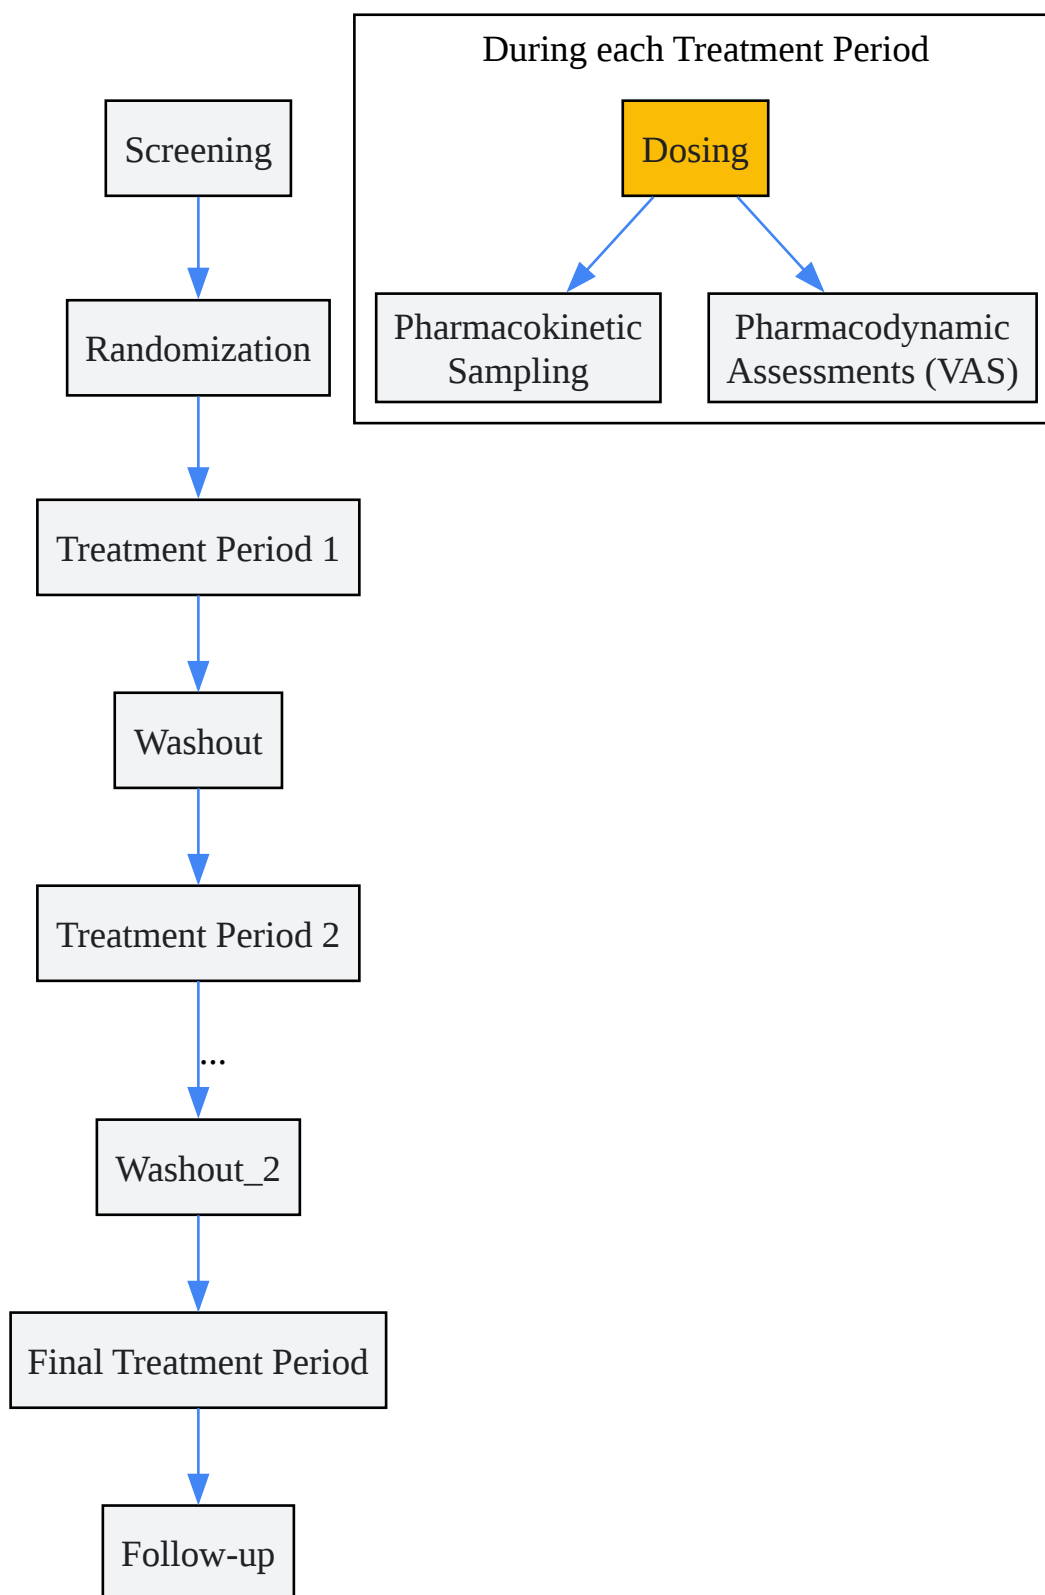 During each Treatment Period
Screening
Dosing
Randomization
Pharmacokinetic
Sampling
Pharmacodynamic
Assessments (VAS)
Treatment Period 1
Washout
Treatment Period 2
...
Washout_2
Final Treatment Period
Follow-up